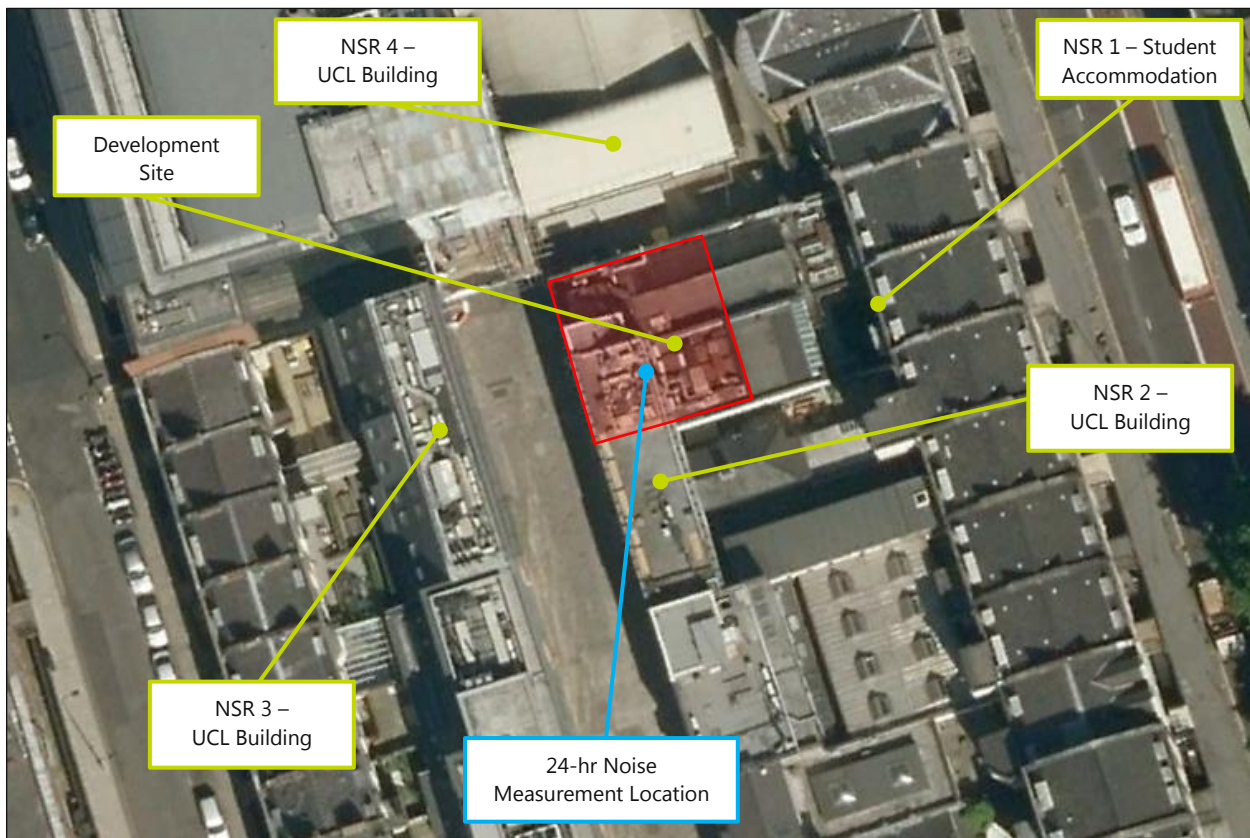 NSR 4 –
UCL Building
NSR 1 – Student
Accommodation
Development
Site
NSR 2 –
UCL Building
NSR 3 –
UCL Building
24-hr Noise
Measurement Location